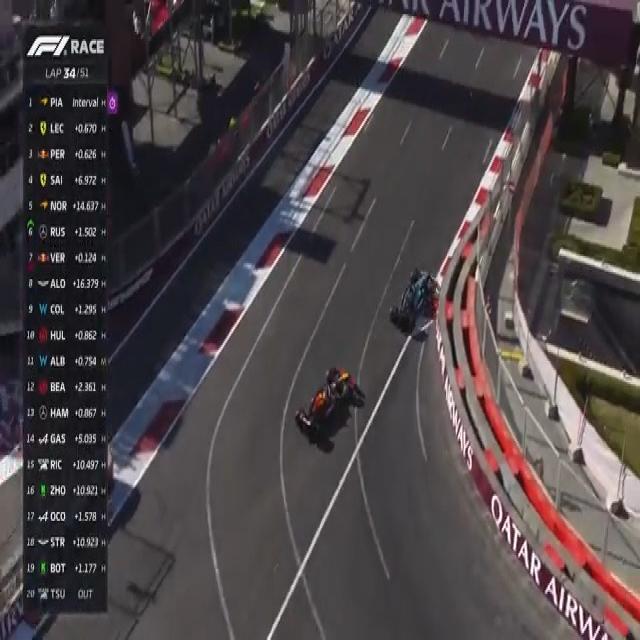 QATAR AIRWAYS
F1 RACE
LAP 34/51
1 PIA Interval H
2 LEC +0.670 H
3 PER +0.626 H
4 SAI +6.972 H
5 NOR +14.637 H
6 RUS +1.502 H
7 VER +0.124 H
8 ALO +16.379 H
9 COL +1.295 H
10 HUL +0.862 H
11 ALB +0.754 M
12 BEA +2.361 H
13 HAM +0.867 H
14 GAS +5.035 H
15 RIC +10.497 H
16 ZHO +10.921 H
17 OCO +1.578 H
18 STR +10.923 H
19 BOT +1.177 H
20 TSU OUT
QATAR AIRWAYS
QATAR AIRWAYS